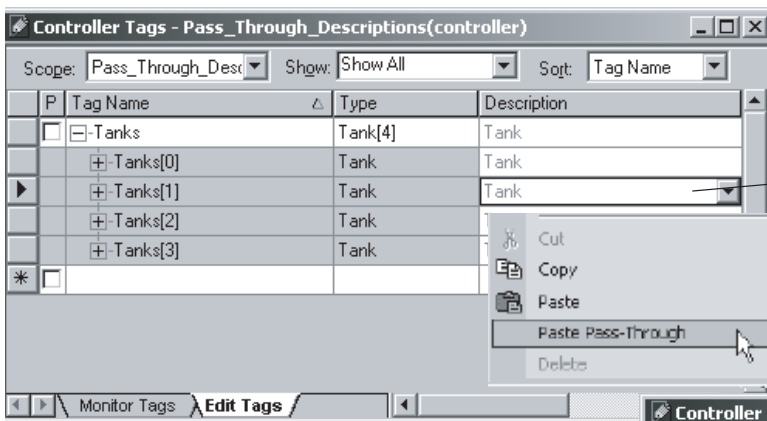 Controller Tags - Pass_Through_Descriptions(controller)
Scope: Pass_Through_Desc Show: Show All Sort: Tag Name
P Tag Name Type Description
Tanks Tank[4] Tank
Tanks[0] Tank Tank
Tanks[1] Tank Tank
Tanks[2] Tank
Tanks[3] Tank
Cut
Copy
Paste
Paste Pass-Through
Delete
Monitor Tags Edit Tags
Controller